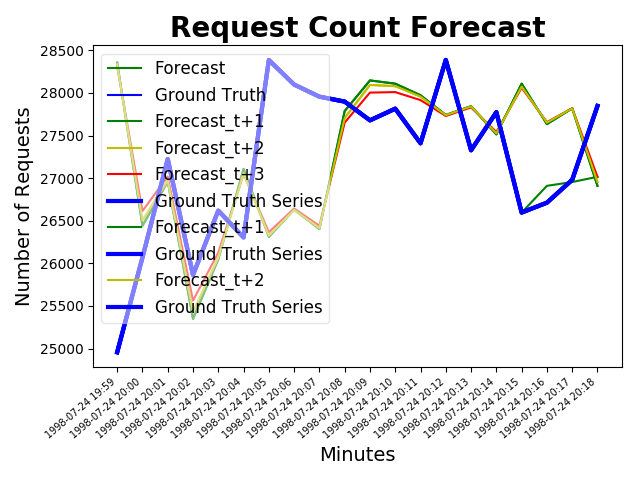 Request Count Forecast
Number of Requests
28500
28000
27500
27000
26500
26000
25500
25000
Forecast
Ground Truth
Forecast_t+1
Forecast_t+2
Forecast_t+3
Ground Truth Series
Forecast_t+1
Ground Truth Series
Forecast_t+2
Ground Truth Series
1998-07-24 19:59
1998-07-24 20:00
1998-07-24 20:01
1998-07-24 20:02
1998-07-24 20:03
1998-07-24 20:04
1998-07-24 20:05
1998-07-24 20:06
1998-07-24 20:07
1998-07-24 20:08
1998-07-24 20:09
1998-07-24 20:10
1998-07-24 20:11
1998-07-24 20:12
1998-07-24 20:13
1998-07-24 20:14
1998-07-24 20:15
1998-07-24 20:16
1998-07-24 20:17
1998-07-24 20:18
Minutes